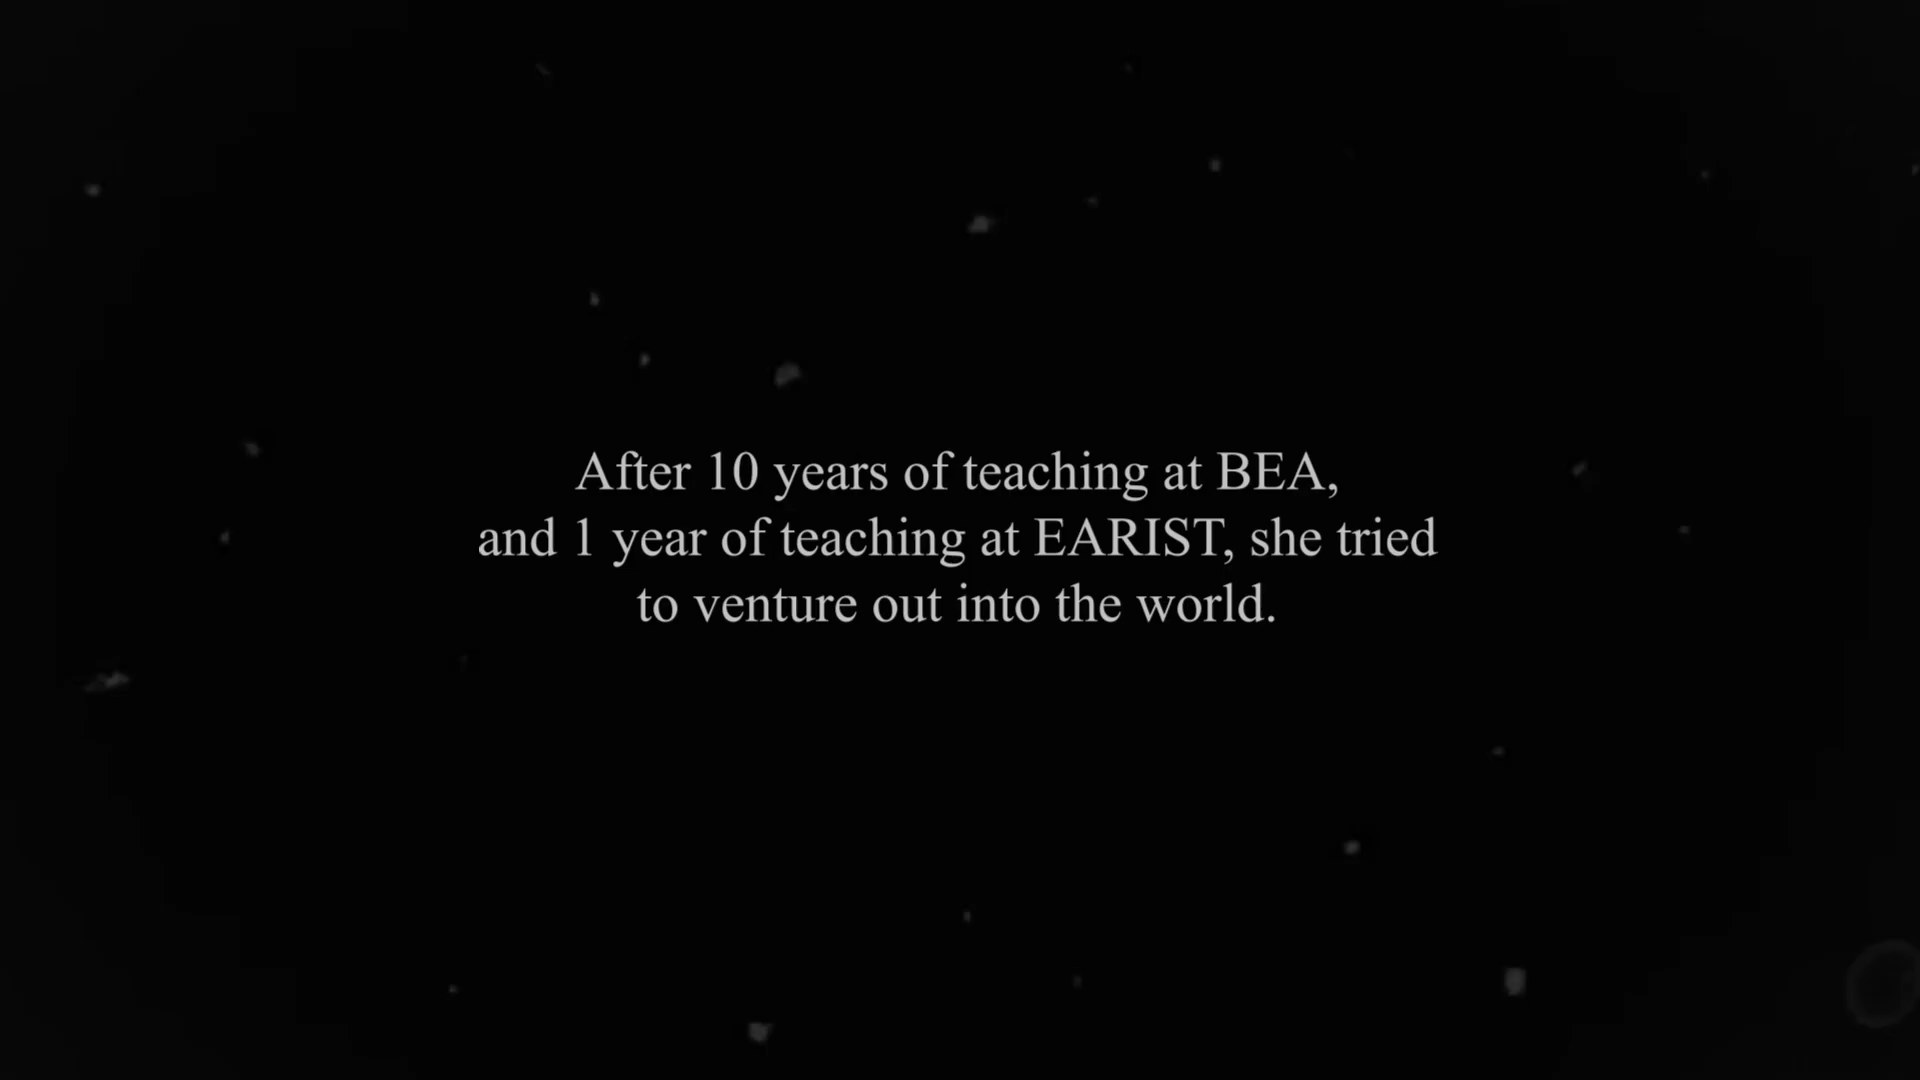 After 10 years of teaching at BEA,
and 1 year of teaching at EARIST, she tried
to venture out into the world.